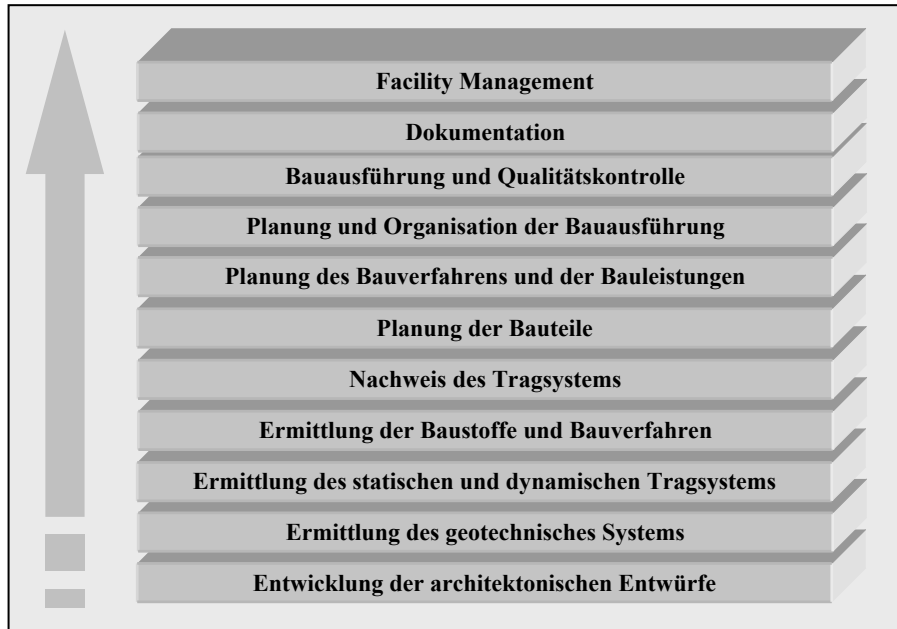 Facility Management
Dokumentation
Bauausführung und Qualitätskontrolle
Planung und Organisation der Bauausführung
Planung des Bauverfahrens und der Bauleistungen
Planung der Bauteile
Nachweis des Tragsystems
Ermittlung der Baustoffe und Bauverfahren
Ermittlung des statischen und dynamischen Tragsystems
Ermittlung des geotechnisches Systems
Entwicklung der architektonischen Entwürfe